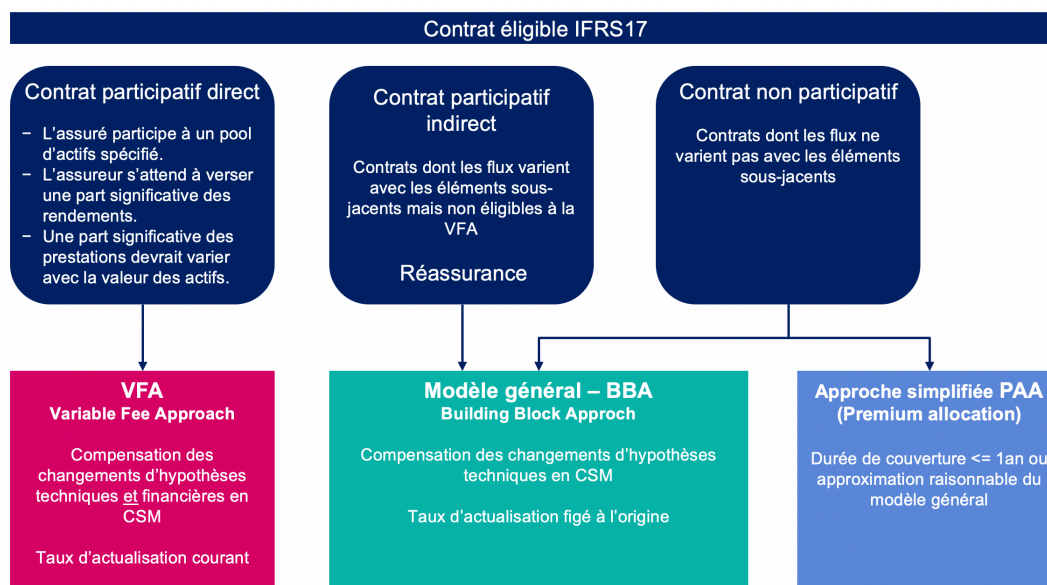 Contrat éligible IFRS17
Contrat participatif direct
− L’assuré participe à un pool
d’actifs spécifié.
− L’assureur s’attend à verser
une part significative des
rendements.
− Une part significative des
prestations devrait varier
avec la valeur des actifs.
Contrat participatif
indirect
Contrats dont les flux varient
avec les éléments sous-
jacents mais non éligibles à la
VFA
Réassurance
Contrat non participatif
Contrats dont les flux ne
varient pas avec les éléments
sous-jacents
VFA
Variable Fee Approach
Compensation des
changements d’hypothèses
techniques et financières en
CSM
Taux d’actualisation courant
Modèle général – BBA
Building Block Approch
Compensation des changements d’hypothèses
techniques en CSM
Taux d’actualisation figé à l’origine
Approche simplifiée PAA
(Premium allocation)
Durée de couverture <= 1an ou
approximation raisonnable du
modèle général